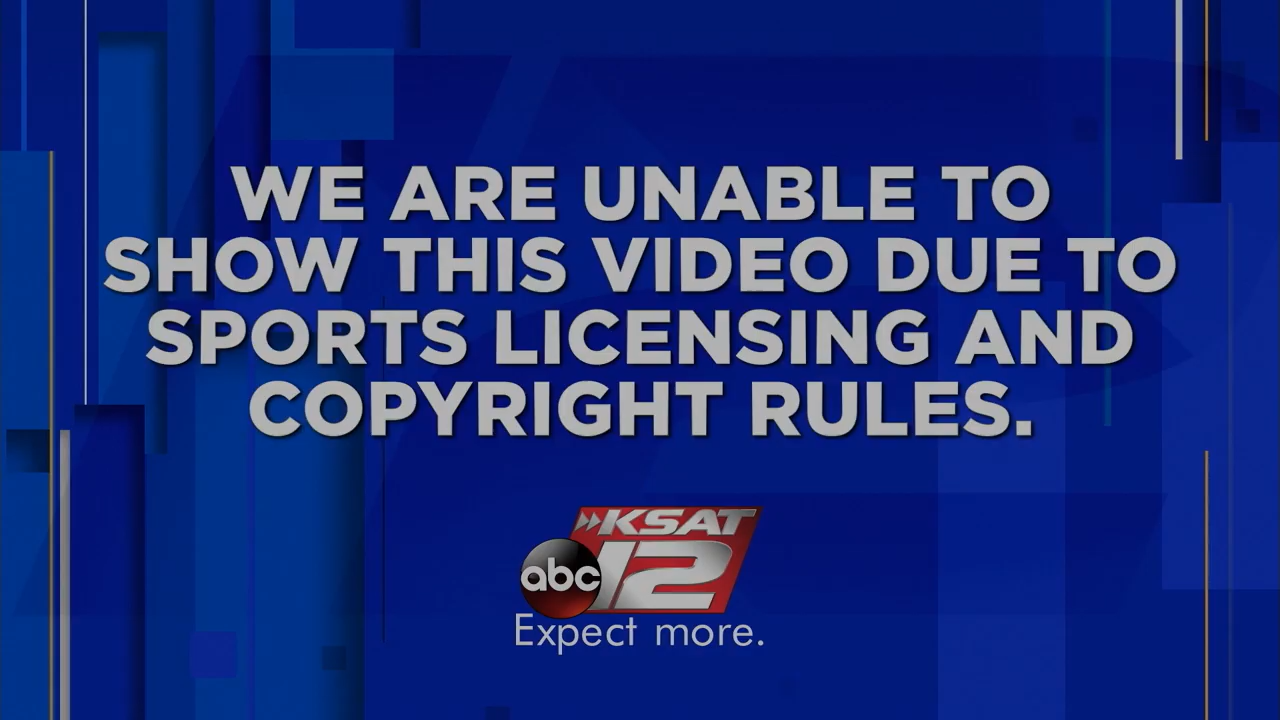 WE ARE UNABLE TO
SHOW THIS VIDEO DUE TO
SPORTS LICENSING AND
COPYRIGHT RULES.
KSAT
abc 12
Expect more.